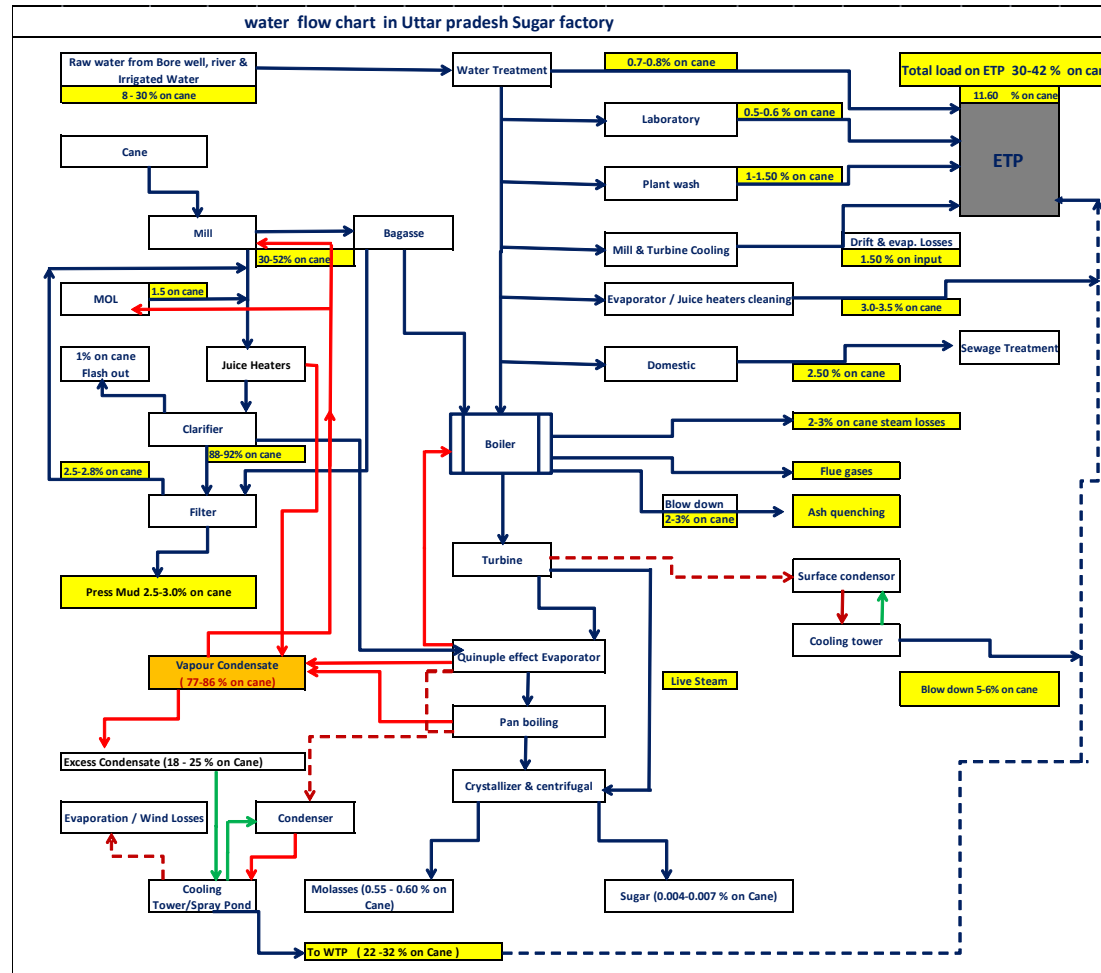 water flow chart in Uttar pradesh Sugar factory
Raw water from Bore well, river &
Irrigated Water
8 - 30 % on cane
Water Treatment
0.7-0.8% on cane
Total load on ETP 30-42 % on can
11.60 % on cane
ETP
Laboratory
0.5-0.6 % on cane
Cane
Plant wash
1-1.50 % on cane
Mill
Bagasse
30-52% on cane
Mill & Turbine Cooling
Drift & evap. Losses
1.50 % on input
MOL
1.5 on cane
Evaporator / Juice heaters cleaning
3.0-3.5 % on cane
1% on cane
Flash out
Juice Heaters
Domestic
2.50 % on cane
Sewage Treatment
Clarifier
88-92% on cane
Boiler
2-3% on cane steam losses
2.5-2.8% on cane
Flue gases
Filter
Blow down
2-3% on cane
Ash quenching
Turbine
Press Mud 2.5-3.0% on cane
Surface condensor
Cooling tower
Vapour Condensate
( 77-86 % on cane)
Quinuple effect Evaporator
Live Steam
Blow down 5-6% on cane
Pan boiling
Excess Condensate (18 - 25 % on Cane)
Crystallizer & centrifugal
Evaporation / Wind Losses
Condenser
Cooling
Tower/Spray Pond
Molasses (0.55 - 0.60 % on
Cane)
Sugar (0.004-0.007 % on Cane)
To WTP ( 22 -32 % on Cane )